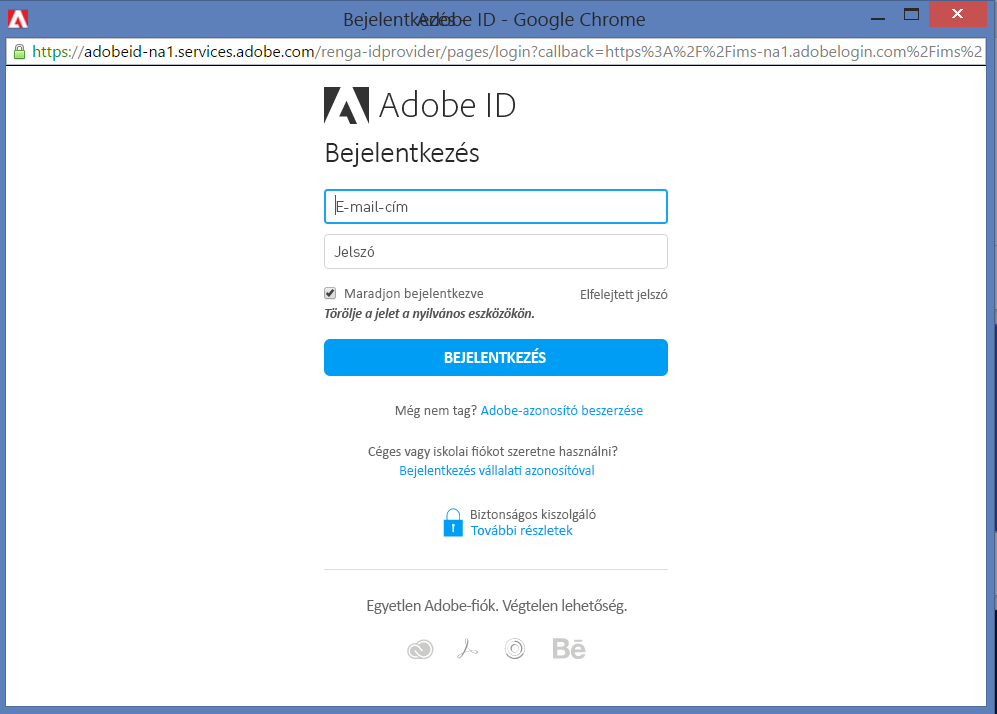 Bejelentkezés - Adobe ID - Google Chrome
https://adobeid-na1.services.adobe.com/renga-idprovider/pages/login?callback=https%3A%2F%2Fims-na1.adobelogin.com%2Fims%2
Adobe ID
Bejelentkezés
E-mail-cím
Jelszó
Maradjon bejelentkezve
Elfelejtett jelszó
Törölje a jelet a nyilvános eszközökön.
BEJELENTKEZÉS
Még nem tag? Adobe-azonosító beszerzése
Céges vagy iskolai fiókot szeretne használni?
Bejelentkezés vállalati azonosítóval
Biztonságos kiszolgáló
További részletek
Egyetlen Adobe-fiók. Végtelen lehetőség.
Bē